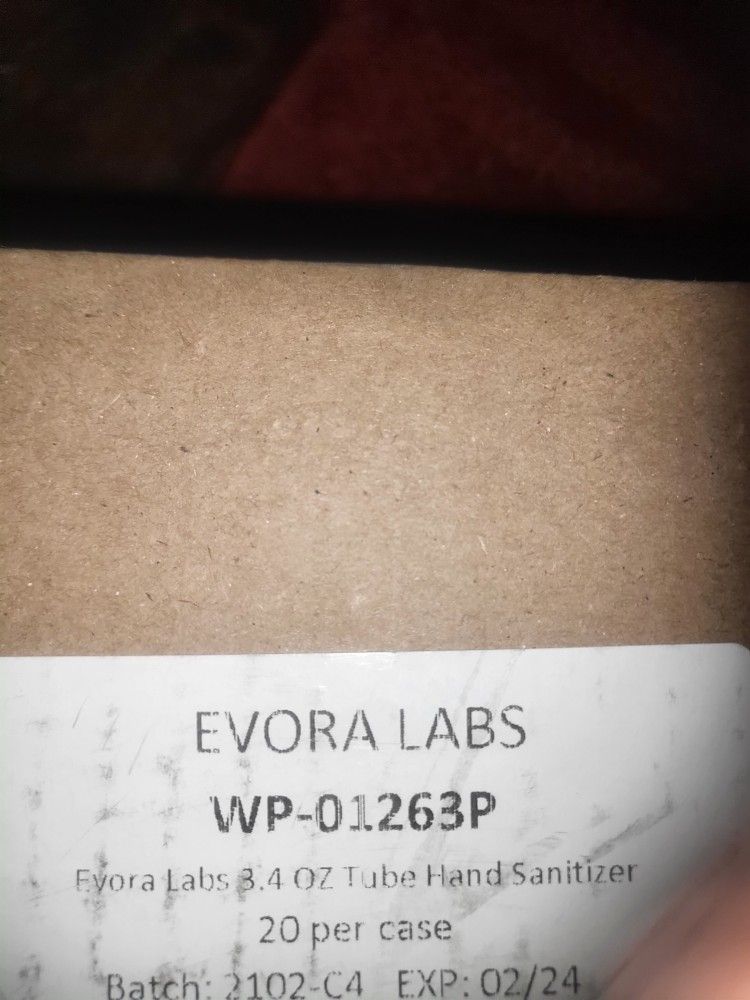 EVORA LABS
WP-01263P
Evora Labs 3.4 OZ Tube Hand Sanitizer
20 per case
Batch: 2102-C4 EXP: 02/24